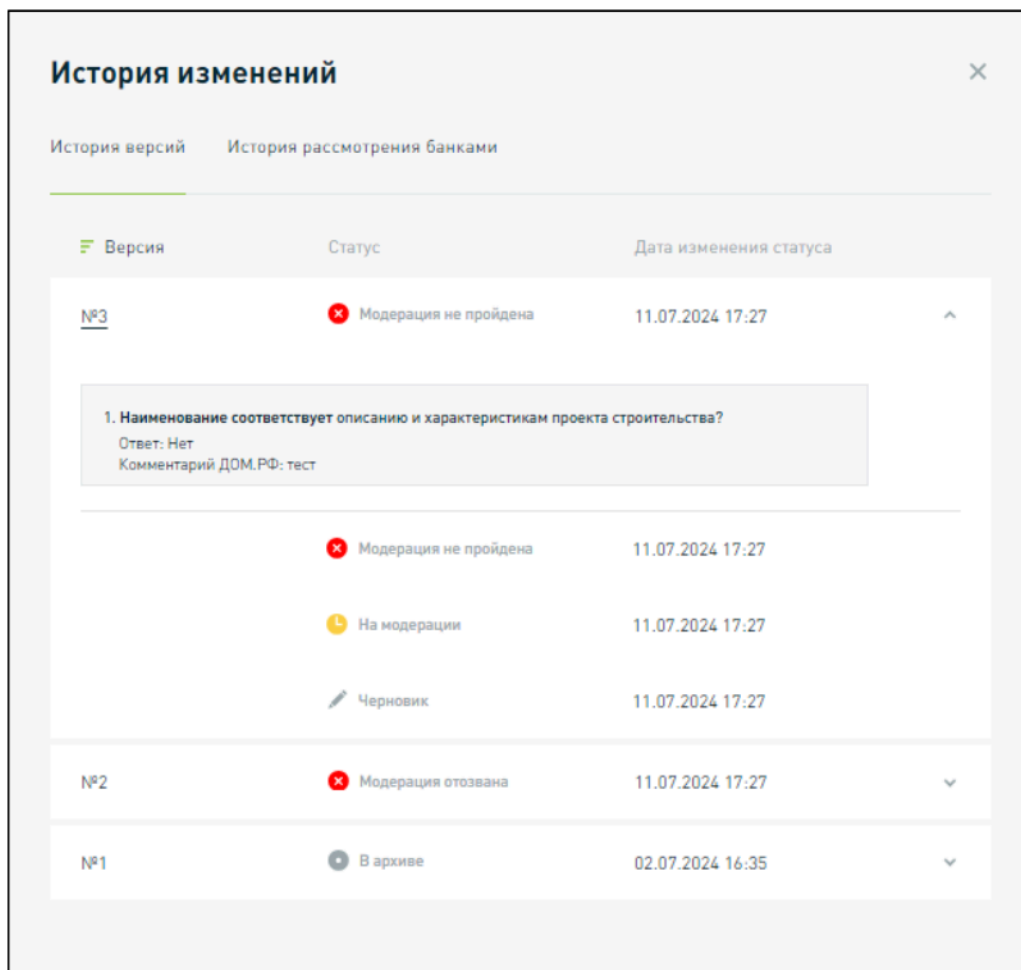 История изменений
История версий История рассмотрения банками
Версия Статус Дата изменения статуса
№3 Модерация не пройдена 11.07.2024 17:27
1. Наименование соответствует описанию и характеристикам проекта строительства?
Ответ: Нет
Комментарий ДОМ.РФ: тест
Модерация не пройдена 11.07.2024 17:27
На модерации 11.07.2024 17:27
Черновик 11.07.2024 17:27
№2 Модерация отозвана 11.07.2024 17:27
№1 В архиве 02.07.2024 16:35